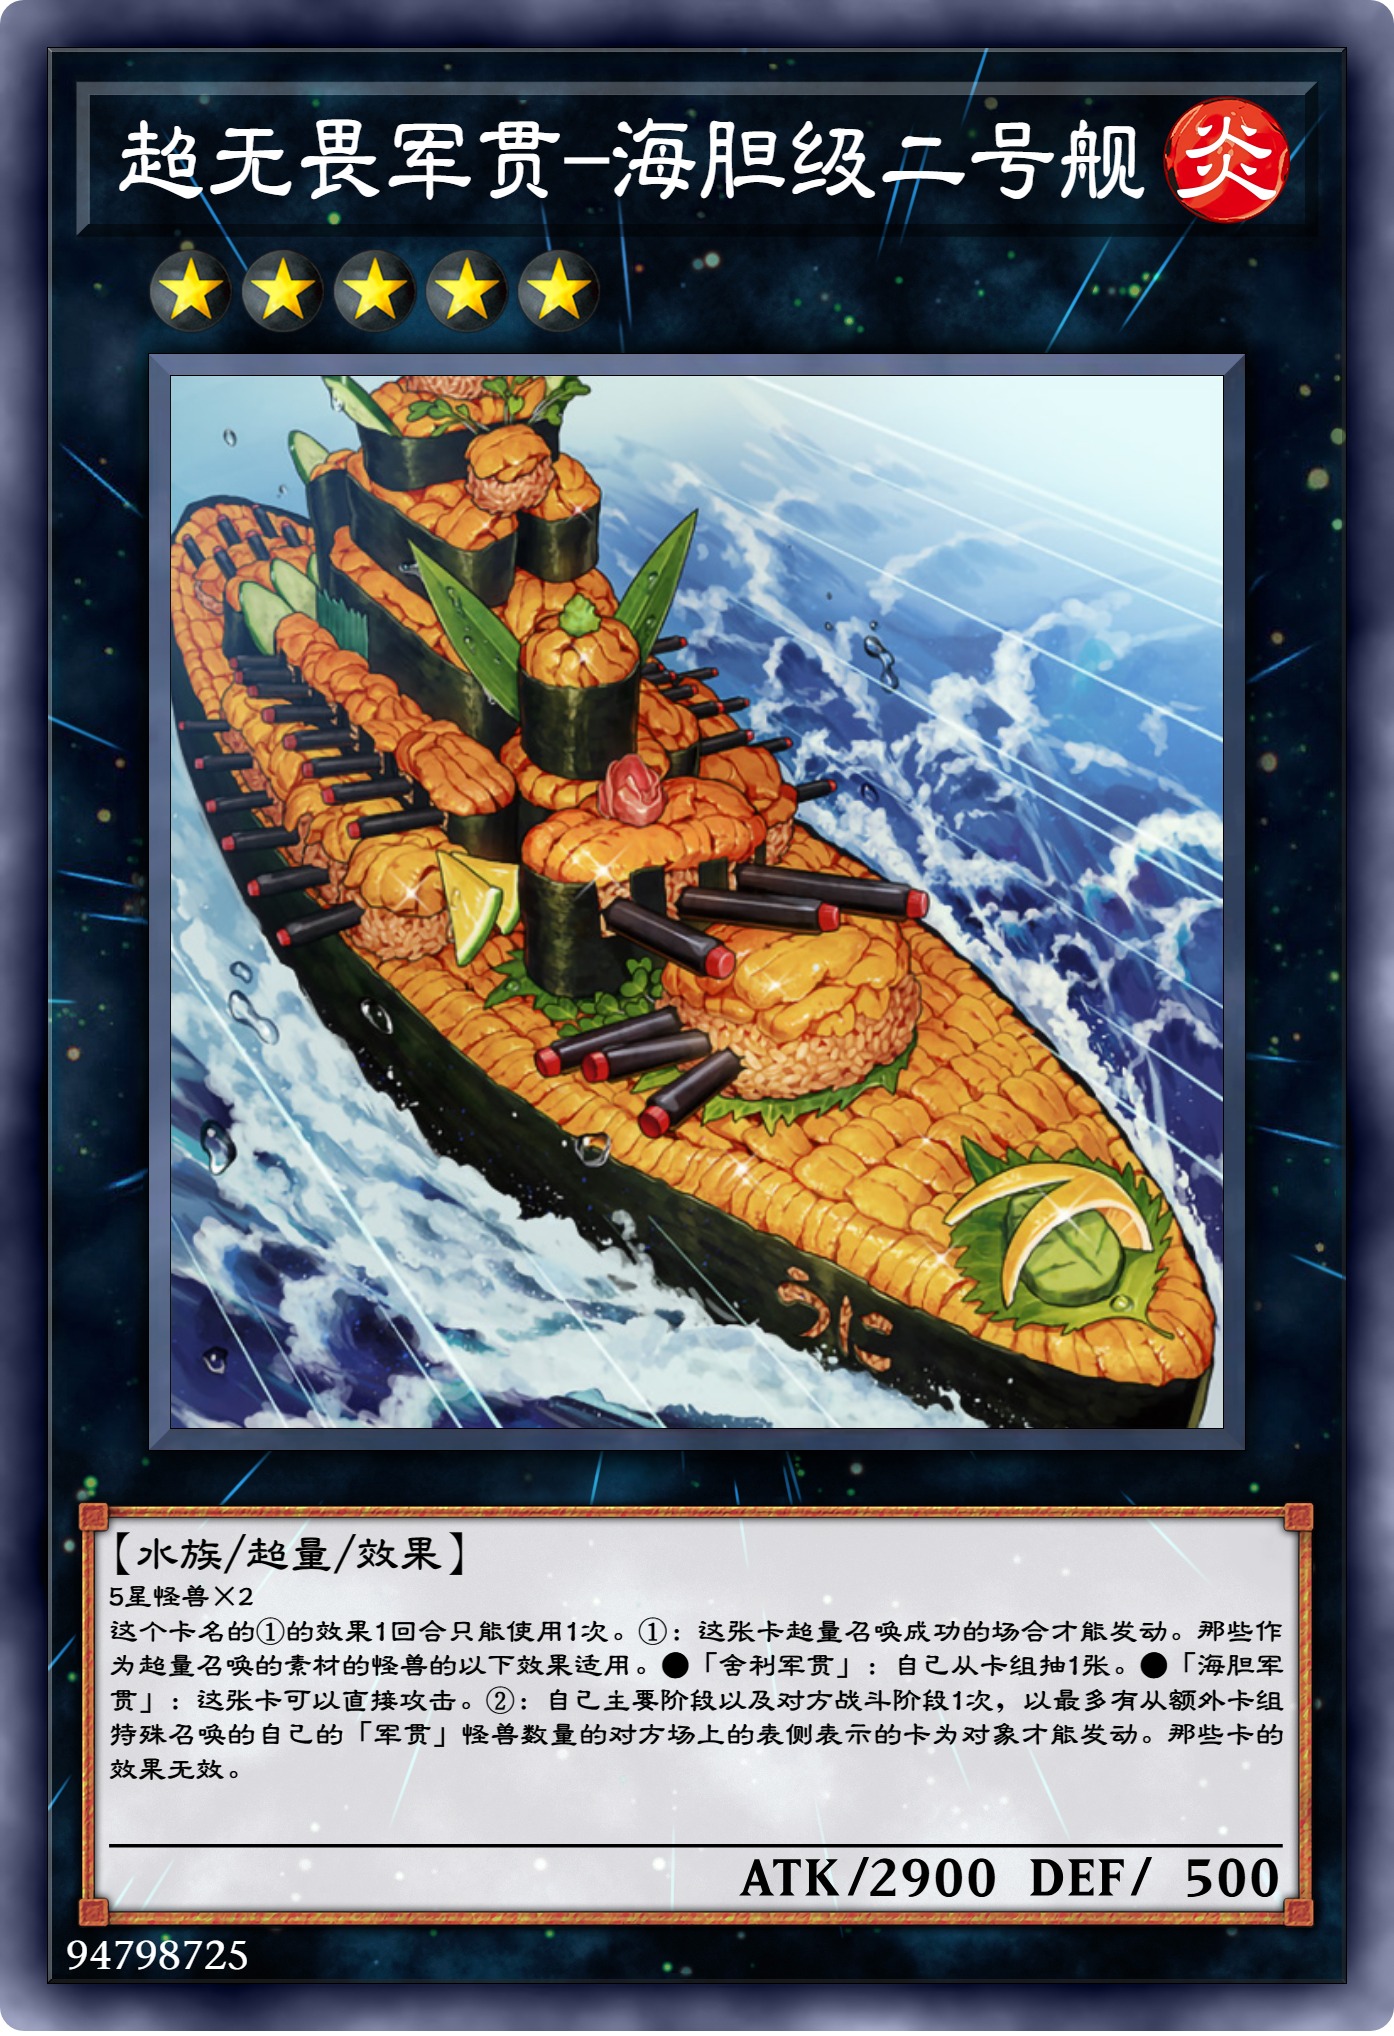 超无畏军贯-海胆级二号舰 炎
うに
【水族/超量/效果】
5星怪兽×2
这个卡名的①的效果1回合只能使用1次。①：这张卡超量召唤成功的场合才能发动。那些作
为超量召唤的素材的怪兽的以下效果适用。●「舍利军贯」：自己从卡组抽1张。●「海胆军
贯」：这张卡可以直接攻击。②：自己主要阶段以及对方战斗阶段1次，以最多有从额外卡组
特殊召唤的自己的「军贯」怪兽数量的对方场上的表侧表示的卡为对象才能发动。那些卡的
效果无效。
ATK/2900 DEF/ 500
94798725